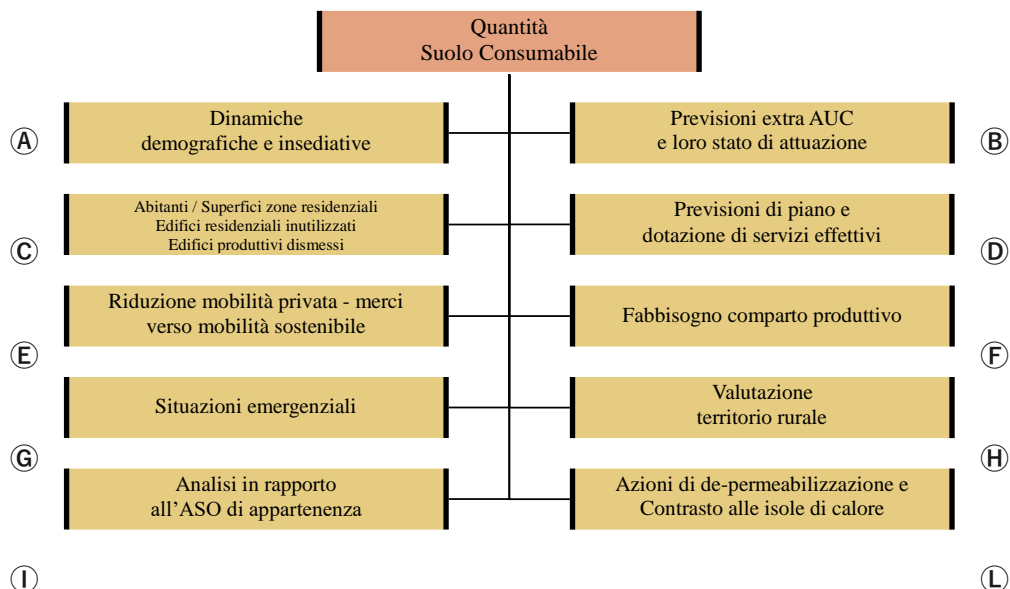 Quantità
Suolo Consumabile
Dinamiche
demografiche e insediative
Previsioni extra AUC
e loro stato di attuazione
Ⓐ
Ⓑ
Abitanti / Superfici zone residenziali
Edifici residenziali inutilizzati
Edifici produttivi dismessi
Previsioni di piano e
dotazione di servizi effettivi
Ⓒ
Ⓓ
Riduzione mobilità privata - merci
verso mobilità sostenibile
Fabbisogno comparto produttivo
Ⓔ
Ⓕ
Situazioni emergenziali
Valutazione
territorio rurale
Ⓖ
Ⓗ
Analisi in rapporto
all'ASO di appartenenza
Azioni di de-permeabilizzazione e
Contrasto alle isole di calore
Ⓘ
Ⓛ